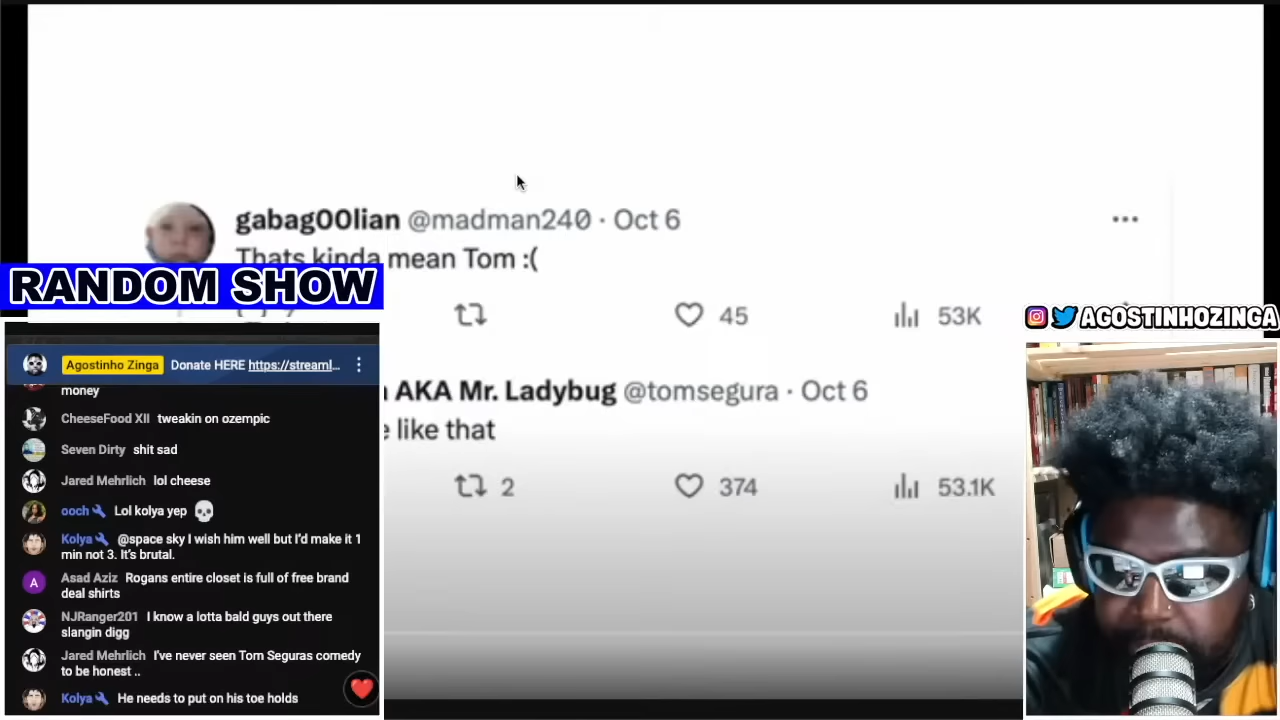 gabag00lian @madman240 · Oct 6
Thats kinda mean Tom :(
45 53K
AKA Mr. Ladybug @tomsegura · Oct 6
like that
2 374 53.1K
RANDOM SHOW
Agostinho Zinga Donate HERE https://streaml...
money
CheeseFood XII tweakin on ozempic
Seven Dirty shit sad
Jared Mehrlich lol cheese
ooch Lol kolya yep 💀
Kolya @space sky I wish him well but I'd make it 1
min not 3. It's brutal.
A
Asad Aziz Rogans entire closet is full of free brand
deal shirts
NJRanger201 I know a lotta bald guys out there
slangin digg
Jared Mehrlich I've never seen Tom Seguras comedy
to be honest ..
Kolya He needs to put on his toe holds
AGOSTINHOZINGA